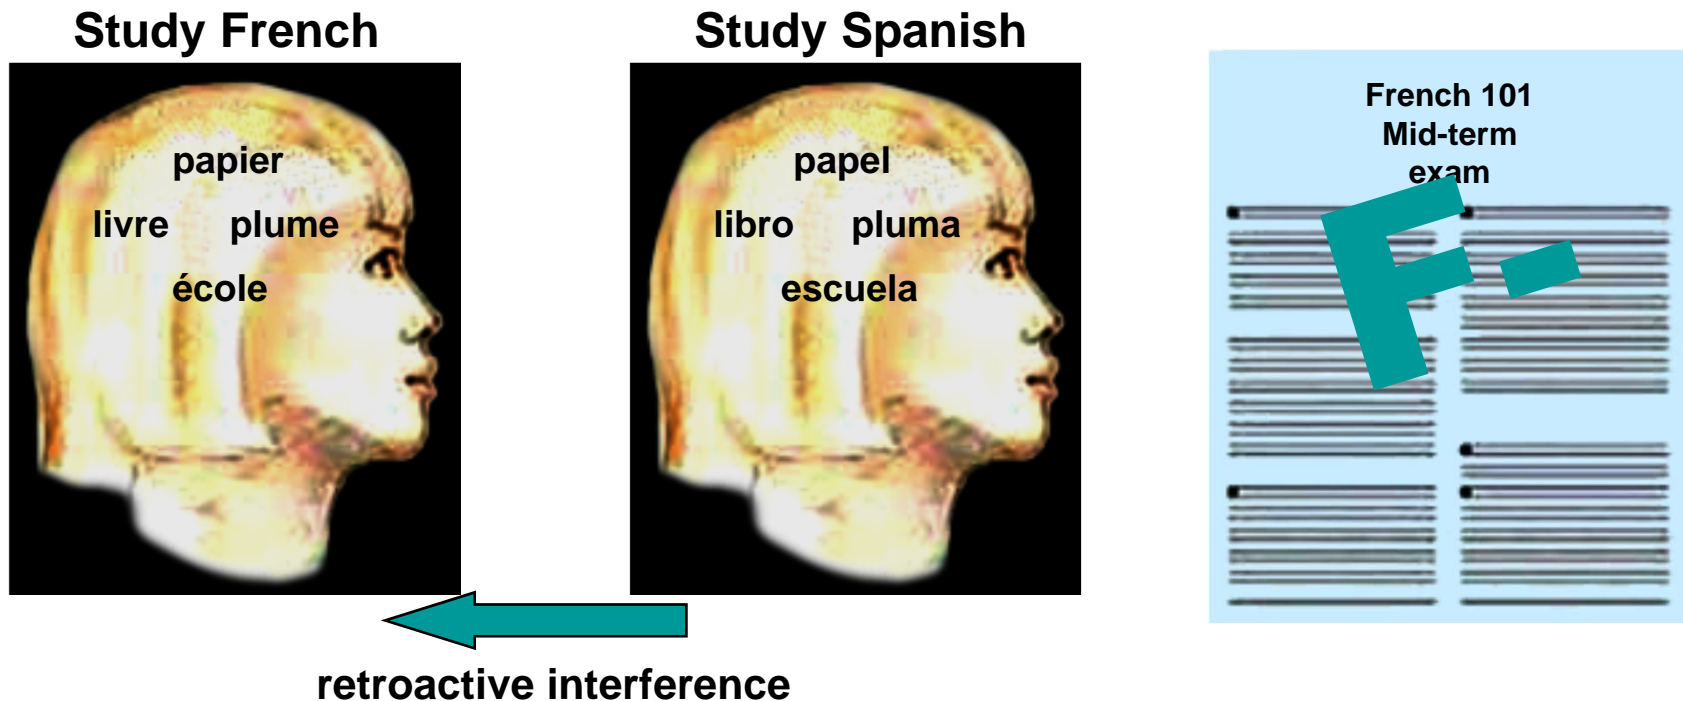 Study French
papier
livre plume
école
Study Spanish
papel
libro pluma
escuela
retroactive interference
French 101
Mid-term
exam
F-